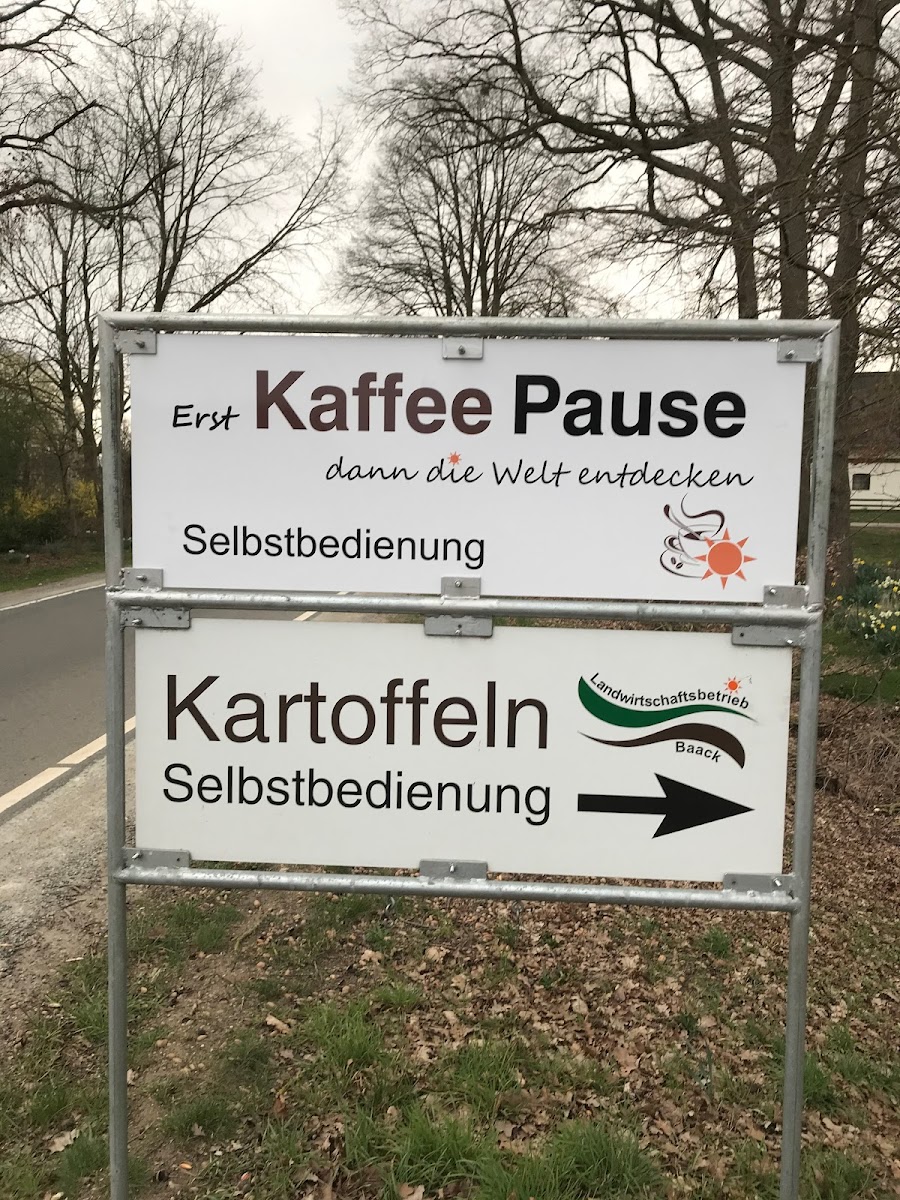 Erst Kaffee Pause
dann die Welt entdecken
Selbstbedienung
Kartoffeln
Selbstbedienung
Landwirtschaftsbetrieb
Baack